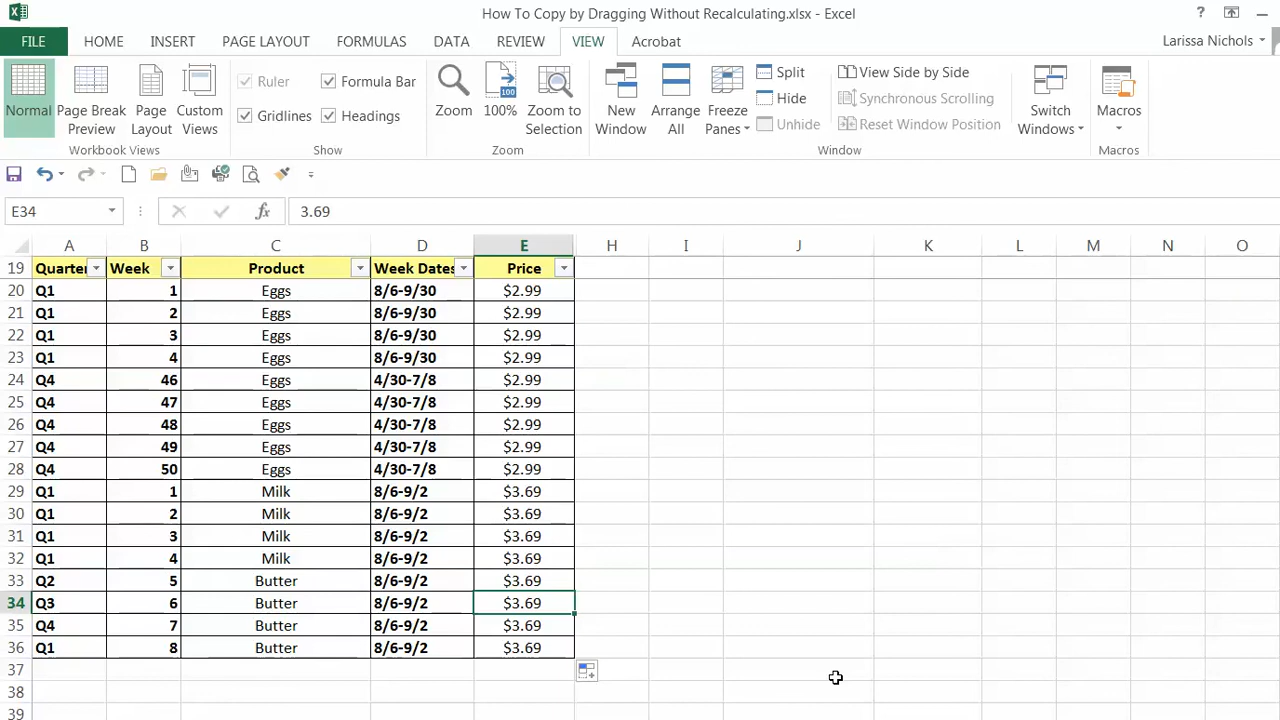 How To Copy by Dragging Without Recalculating.xlsx - Excel
?
FILE HOME INSERT PAGE LAYOUT FORMULAS DATA REVIEW VIEW Acrobat Larissa Nichols
Normal
Page Break Preview
Page Layout
Custom Views
Workbook Views
Ruler
Formula Bar
Gridlines
Headings
Show
Zoom
100%
Zoom to Selection
Zoom
New Window
Arrange All
Freeze Panes
Split
Hide
Unhide
View Side by Side
Synchronous Scrolling
Reset Window Position
Window
Switch Windows
Macros
Macros
E34 fx 3.69
A B C D E H I J K L M N O
19 Quarte Week Product Week Dates Price
20 Q1 1 Eggs 8/6-9/30 $2.99
21 Q1 2 Eggs 8/6-9/30 $2.99
22 Q1 3 Eggs 8/6-9/30 $2.99
23 Q1 4 Eggs 8/6-9/30 $2.99
24 Q4 46 Eggs 4/30-7/8 $2.99
25 Q4 47 Eggs 4/30-7/8 $2.99
26 Q4 48 Eggs 4/30-7/8 $2.99
27 Q4 49 Eggs 4/30-7/8 $2.99
28 Q4 50 Eggs 4/30-7/8 $2.99
29 Q1 1 Milk 8/6-9/2 $3.69
30 Q1 2 Milk 8/6-9/2 $3.69
31 Q1 3 Milk 8/6-9/2 $3.69
32 Q1 4 Milk 8/6-9/2 $3.69
33 Q2 5 Butter 8/6-9/2 $3.69
34 Q3 6 Butter 8/6-9/2 $3.69
35 Q4 7 Butter 8/6-9/2 $3.69
36 Q1 8 Butter 8/6-9/2 $3.69
37
38
39